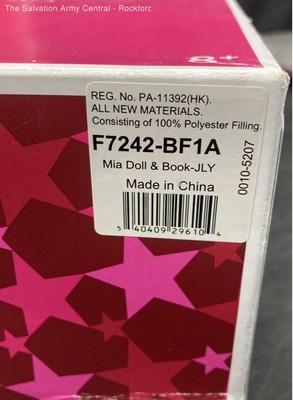 The Salvation Army Central - Rockford
8+
REG. No. PA-11392(HK).
ALL NEW MATERIALS.
Consisting of 100% Polyester Filling.
F7242-BF1A
Mia Doll & Book-JLY
Made in China
0010-5207
5 40409 29610 4